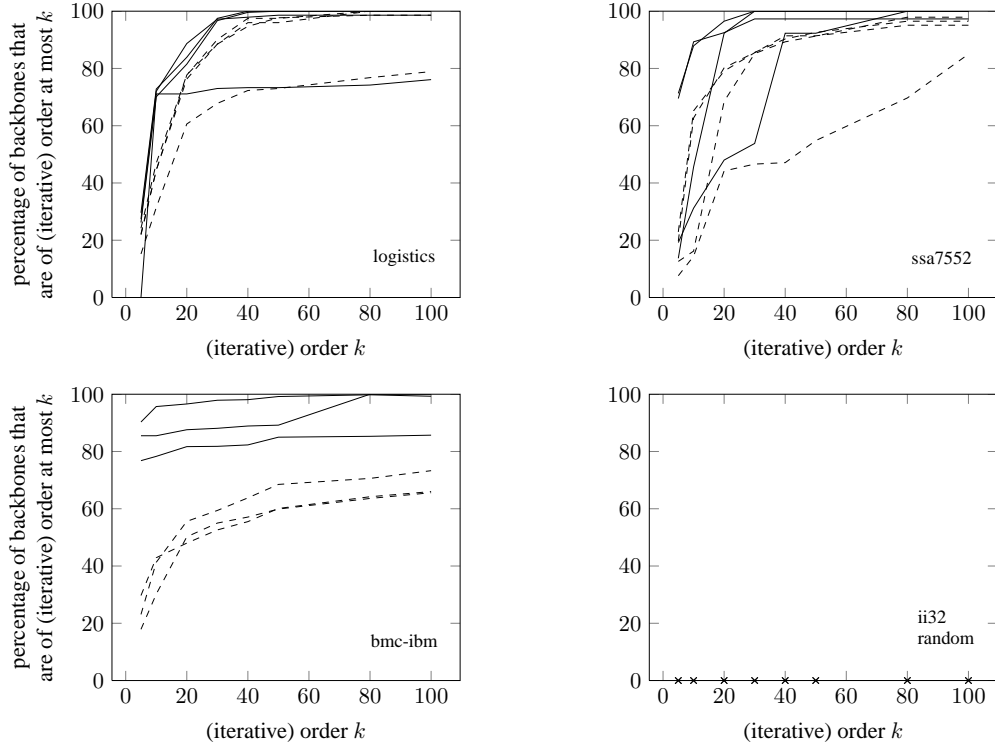 percentage of backbones that
are of (iterative) order at most k
100
80
60
40
20
0
logistics
0 20 40 60 80 100
(iterative) order k
100
80
60
40
20
0
ssa7552
0 20 40 60 80 100
(iterative) order k
percentage of backbones that
are of (iterative) order at most k
100
80
60
40
20
0
bmc-ibm
0 20 40 60 80 100
(iterative) order k
100
80
60
40
20
0
ii32
random
0 20 40 60 80 100
(iterative) order k